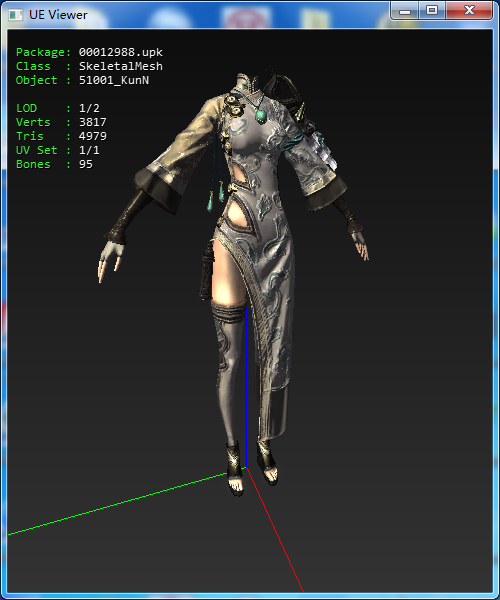 UE Viewer
Package: 00012988.upk
Class : SkeletalMesh
Object : 51001_KunN
LOD : 1/2
Verts : 3817
Tris : 4979
UV Set : 1/1
Bones : 95